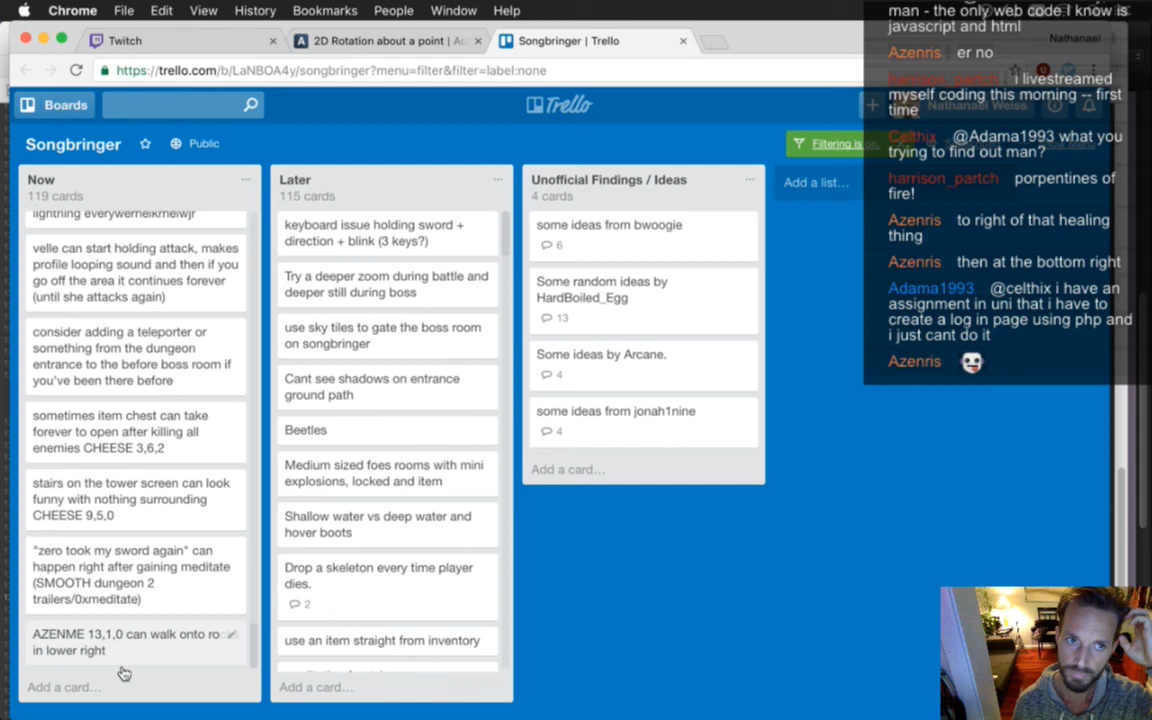 Chrome File Edit View History Bookmarks People Window Help
Twitch
2D Rotation about a point | Ac
Songbringer | Trello
Nathanael
https://trello.com/b/LaNBOA4y/songbringer?menu=filter&filter=label:none
Boards
Trello
Nathanael Weiss
Songbringer
Public
Filtering is on.
Now
119 cards
velle can start holding attack, makes
profile looping sound and then if you
go off the area it continues forever
(until she attacks again)
consider adding a teleporter or
something from the dungeon
entrance to the before boss room if
you've been there before
sometimes item chest can take
forever to open after killing all
enemies CHEESE 3,6,2
stairs on the tower screen can look
funny with nothing surrounding
CHEESE 9,5,0
"zero took my sword again" can
happen right after gaining meditate
(SMOOTH dungeon 2
trailers/0xmeditate)
AZENME 13,1,0 can walk onto
in lower right
Add a card…
Later
115 cards
keyboard issue holding sword +
direction + blink (3 keys?)
Try a deeper zoom during battle and
deeper still during boss
use sky tiles to gate the boss room
on songbringer
Cant see shadows on entrance
ground path
Beetles
Medium sized foes rooms with mini
explosions, locked and item
Shallow water vs deep water and
hover boots
Drop a skeleton every time player
dies.
2
use an item straight from inventory
Add a card…
Unofficial Findings / Ideas
4 cards
some ideas from bwoogie
6
Some random ideas by
HardBoiled_Egg
13
Some ideas by Arcane.
4
some ideas from jonah1nine
4
Add a card…
Add a list…
man - the only web code I know is
javascript and html
Azenris er no
harrison_partch i livestreamed
myself coding this morning -- first
time
Celthix @Adama1993 what you
trying to find out man?
harrison_partch porpentines of
fire!
Azenris to right of that healing
thing
Azenris then at the bottom right
Adama1993 @celthix i have an
assignment in uni that i have to
create a log in page using php and
i just cant do it
Azenris